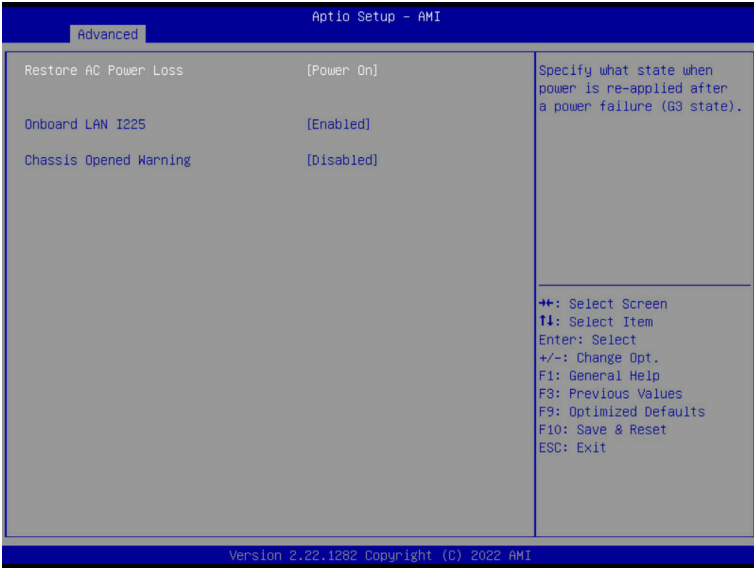 Aptio Setup – AMI
Advanced
Restore AC Power Loss [Power On]
Onboard LAN I225 [Enabled]
Chassis Opened Warning [Disabled]
Specify what state when
power is re-applied after
a power failure (G3 state).
→←: Select Screen
↑↓: Select Item
Enter: Select
+/-: Change Opt.
F1: General Help
F3: Previous Values
F9: Optimized Defaults
F10: Save & Reset
ESC: Exit
Version 2.22.1282 Copyright (C) 2022 AMI